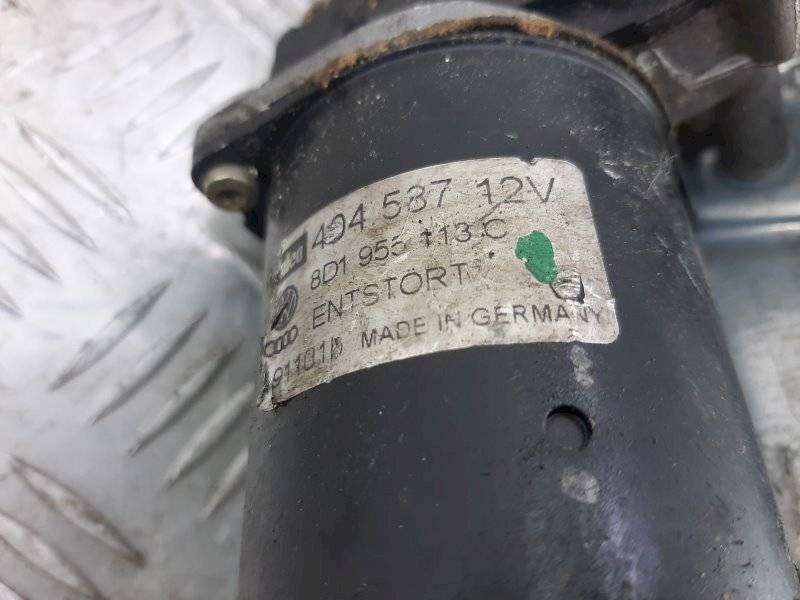 404 587 12V
8D1 955 113 C
ENTSTÖRT
MADE IN GERMANY